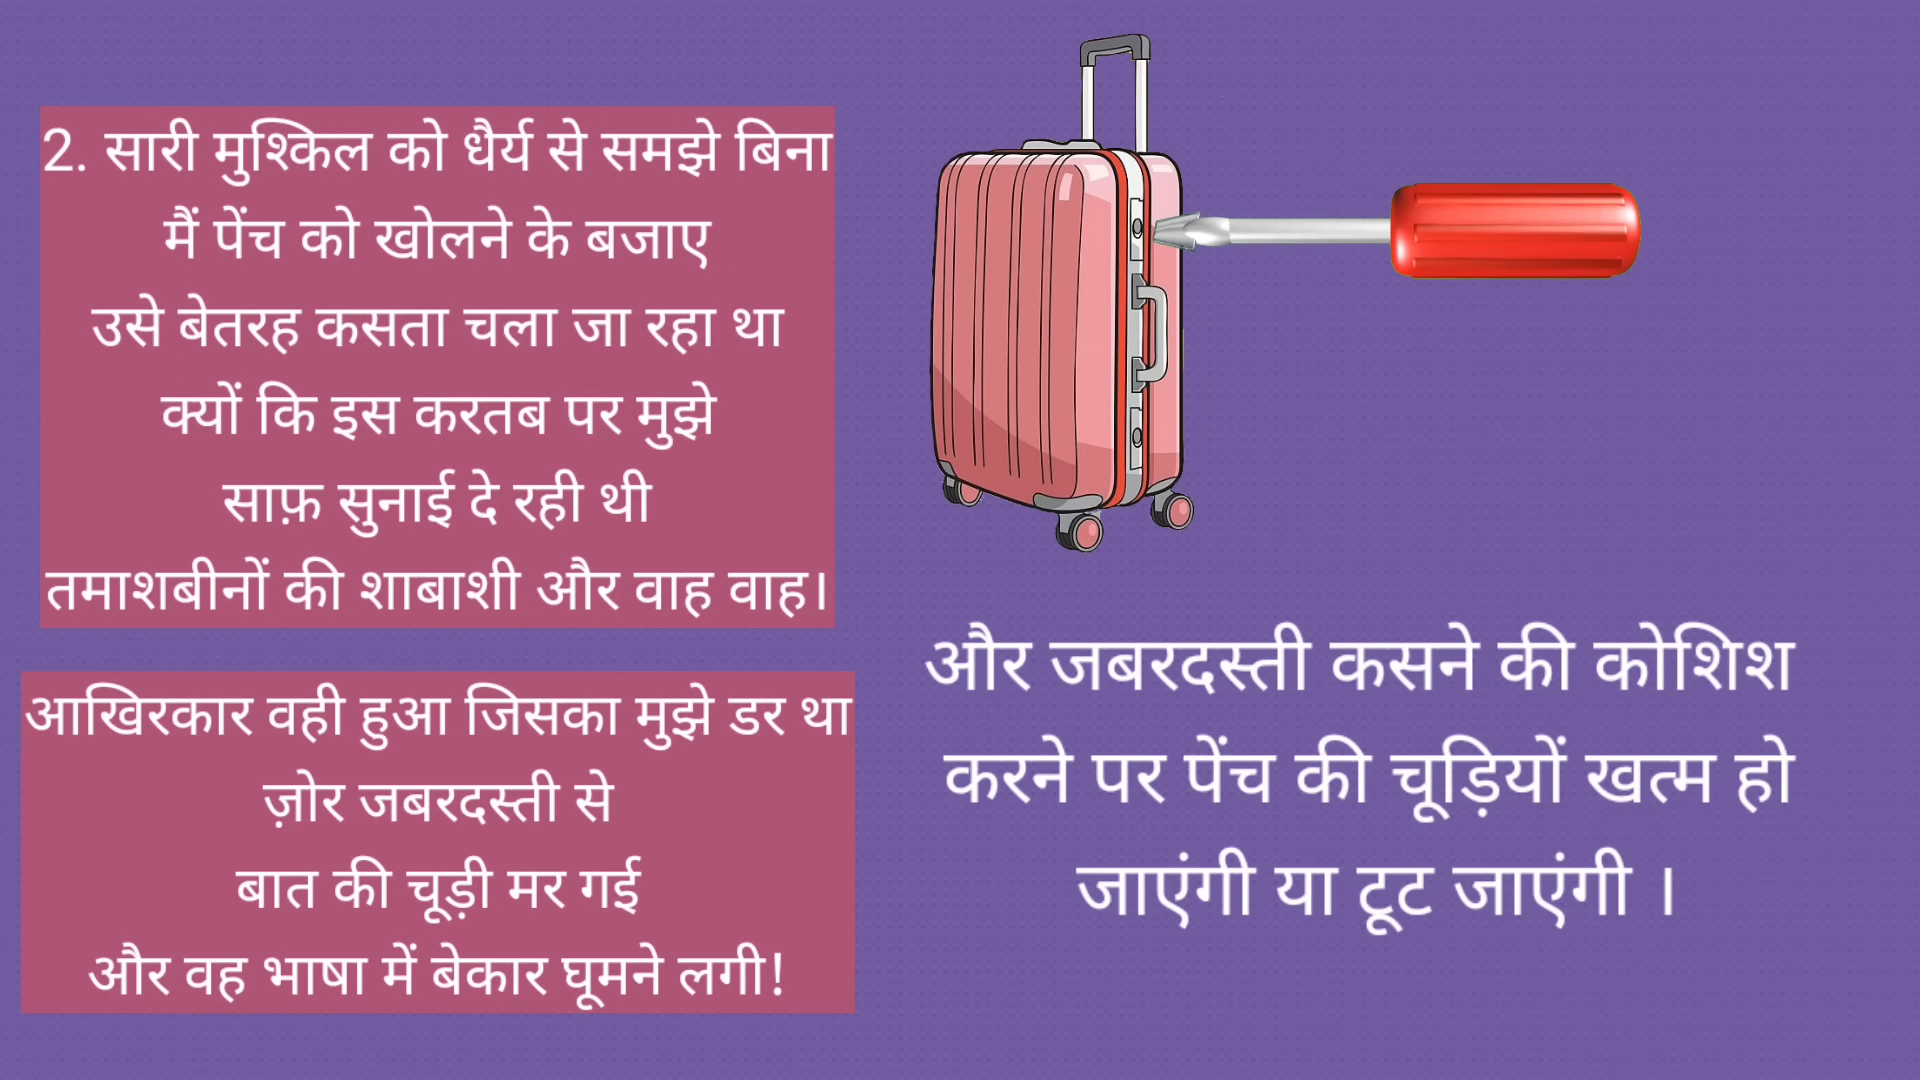 2. सारी मुश्किल को धैर्य से समझे बिना
मैं पेंच को खोलने के बजाए
उसे बेतरह कसता चला जा रहा था
क्यों कि इस करतब पर मुझे
साफ़ सुनाई दे रही थी
तमाशबीनों की शाबाशी और वाह वाह।
आखिरकार वही हुआ जिसका मुझे डर था
ज़ोर जबरदस्ती से
बात की चूड़ी मर गई
और वह भाषा में बेकार घूमने लगी!
और जबरदस्ती कसने की कोशिश
करने पर पेंच की चूड़ियों खत्म हो
जाएंगी या टूट जाएंगी ।